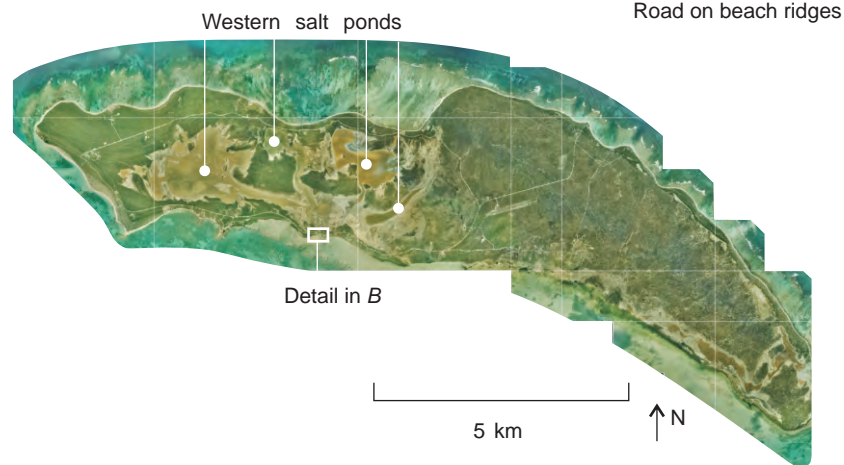 Road on beach ridges
Western salt ponds
Detail in B
5 km
N